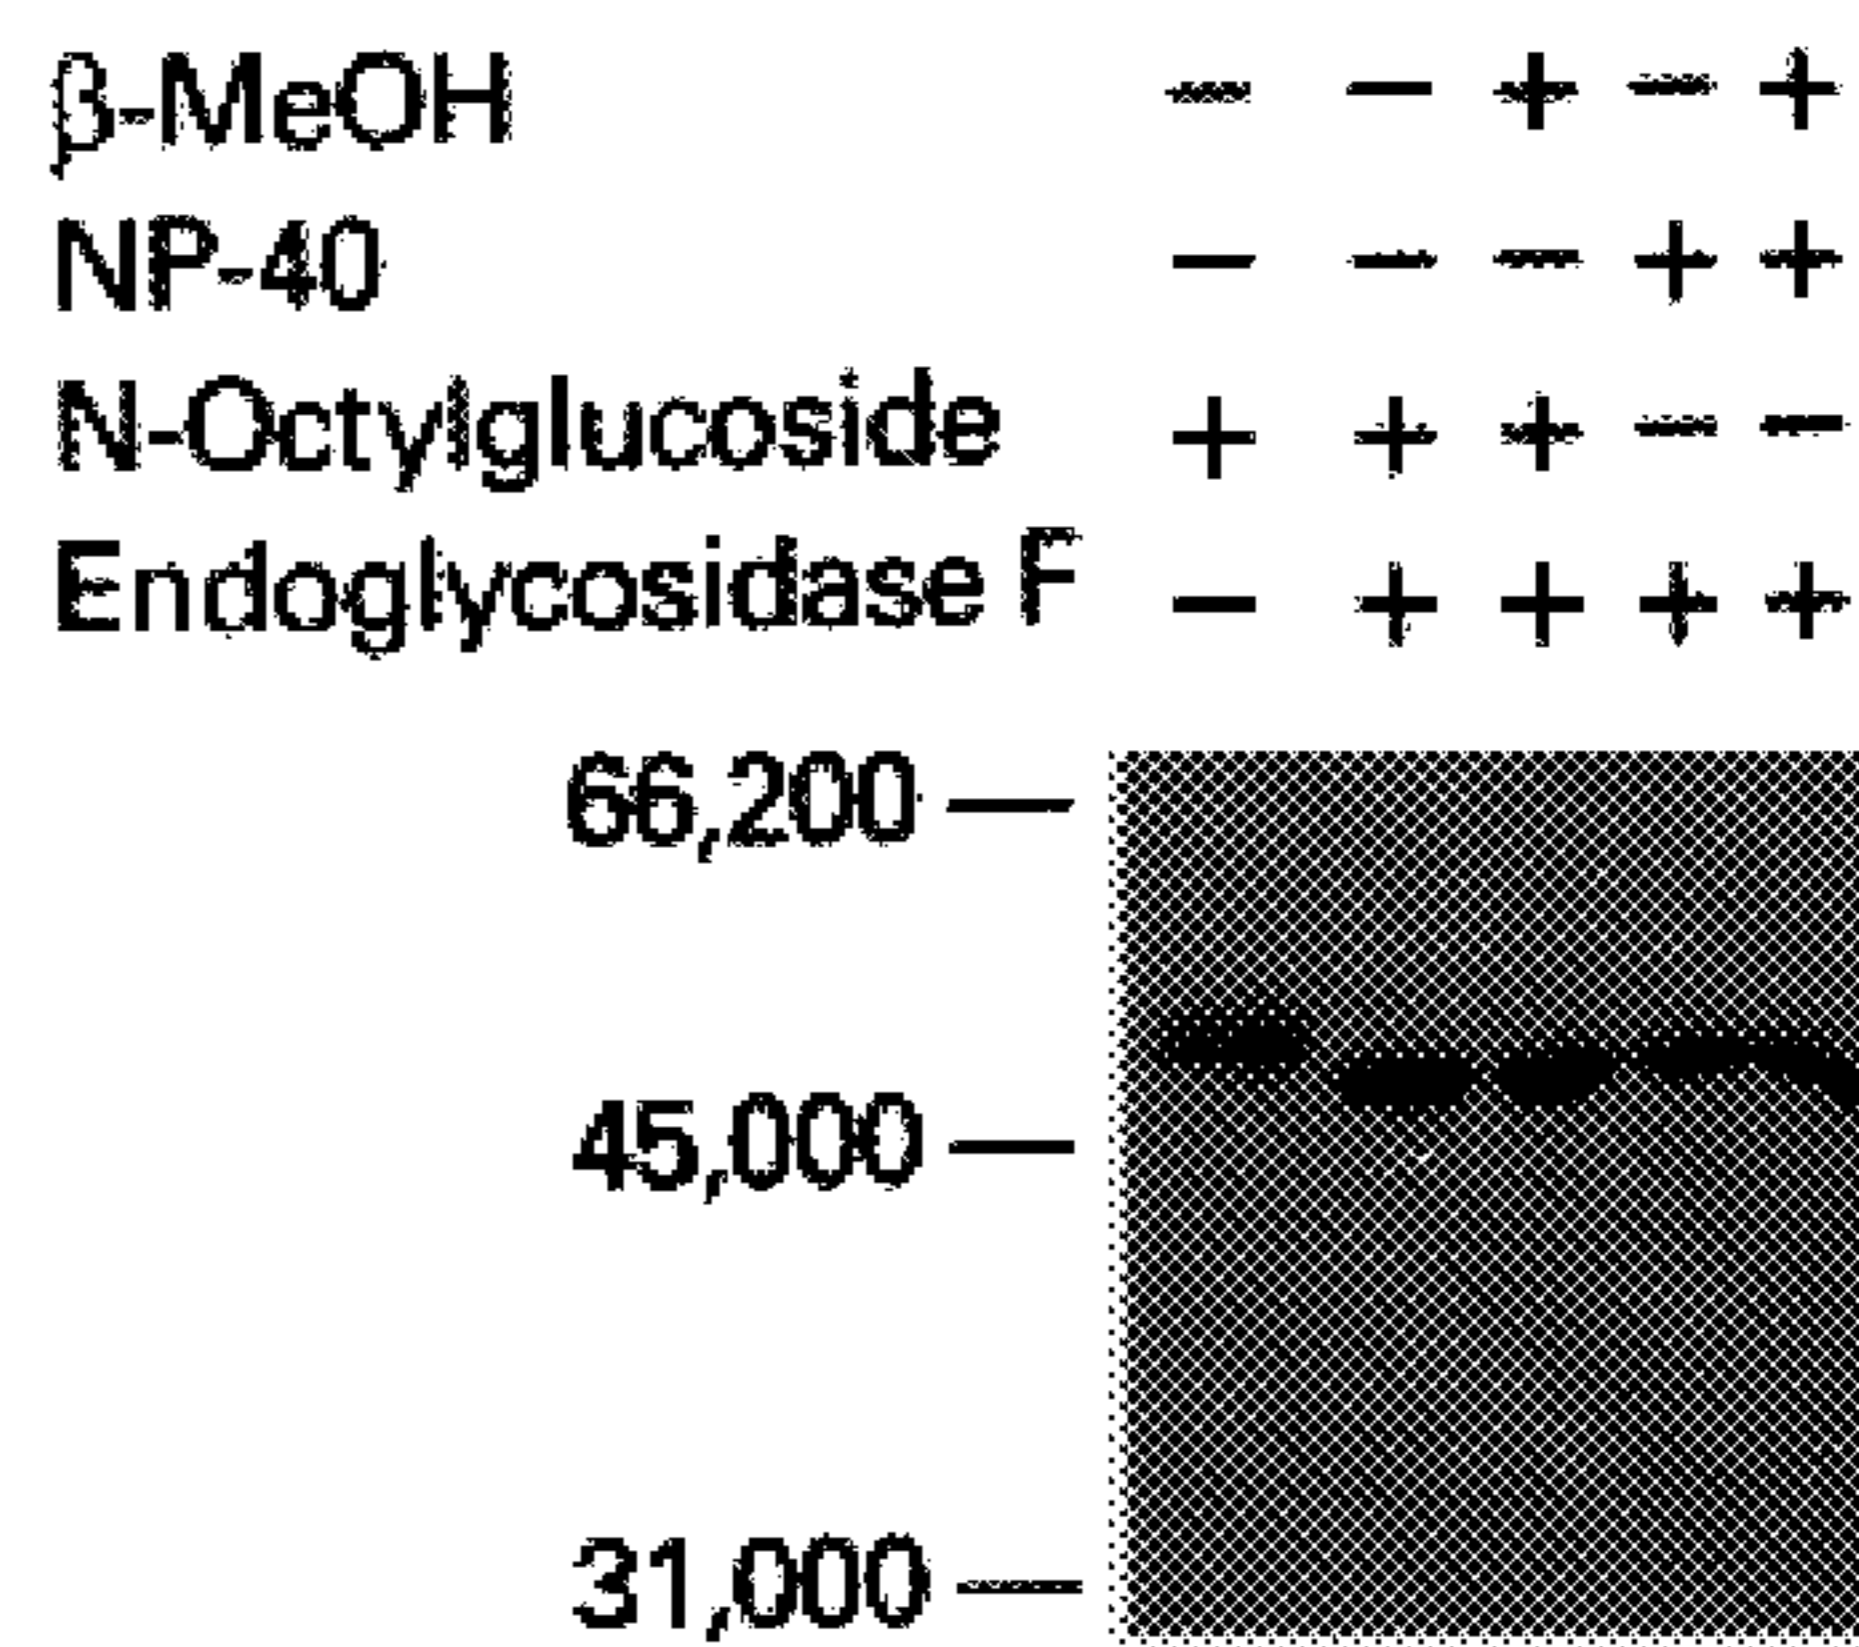 β-MeOH − − + − +
NP-40 − − − + +
N-Octylglucoside + + + − −
Endoglycosidase F − + + + +
66,200 —
45,000 —
31,000 —